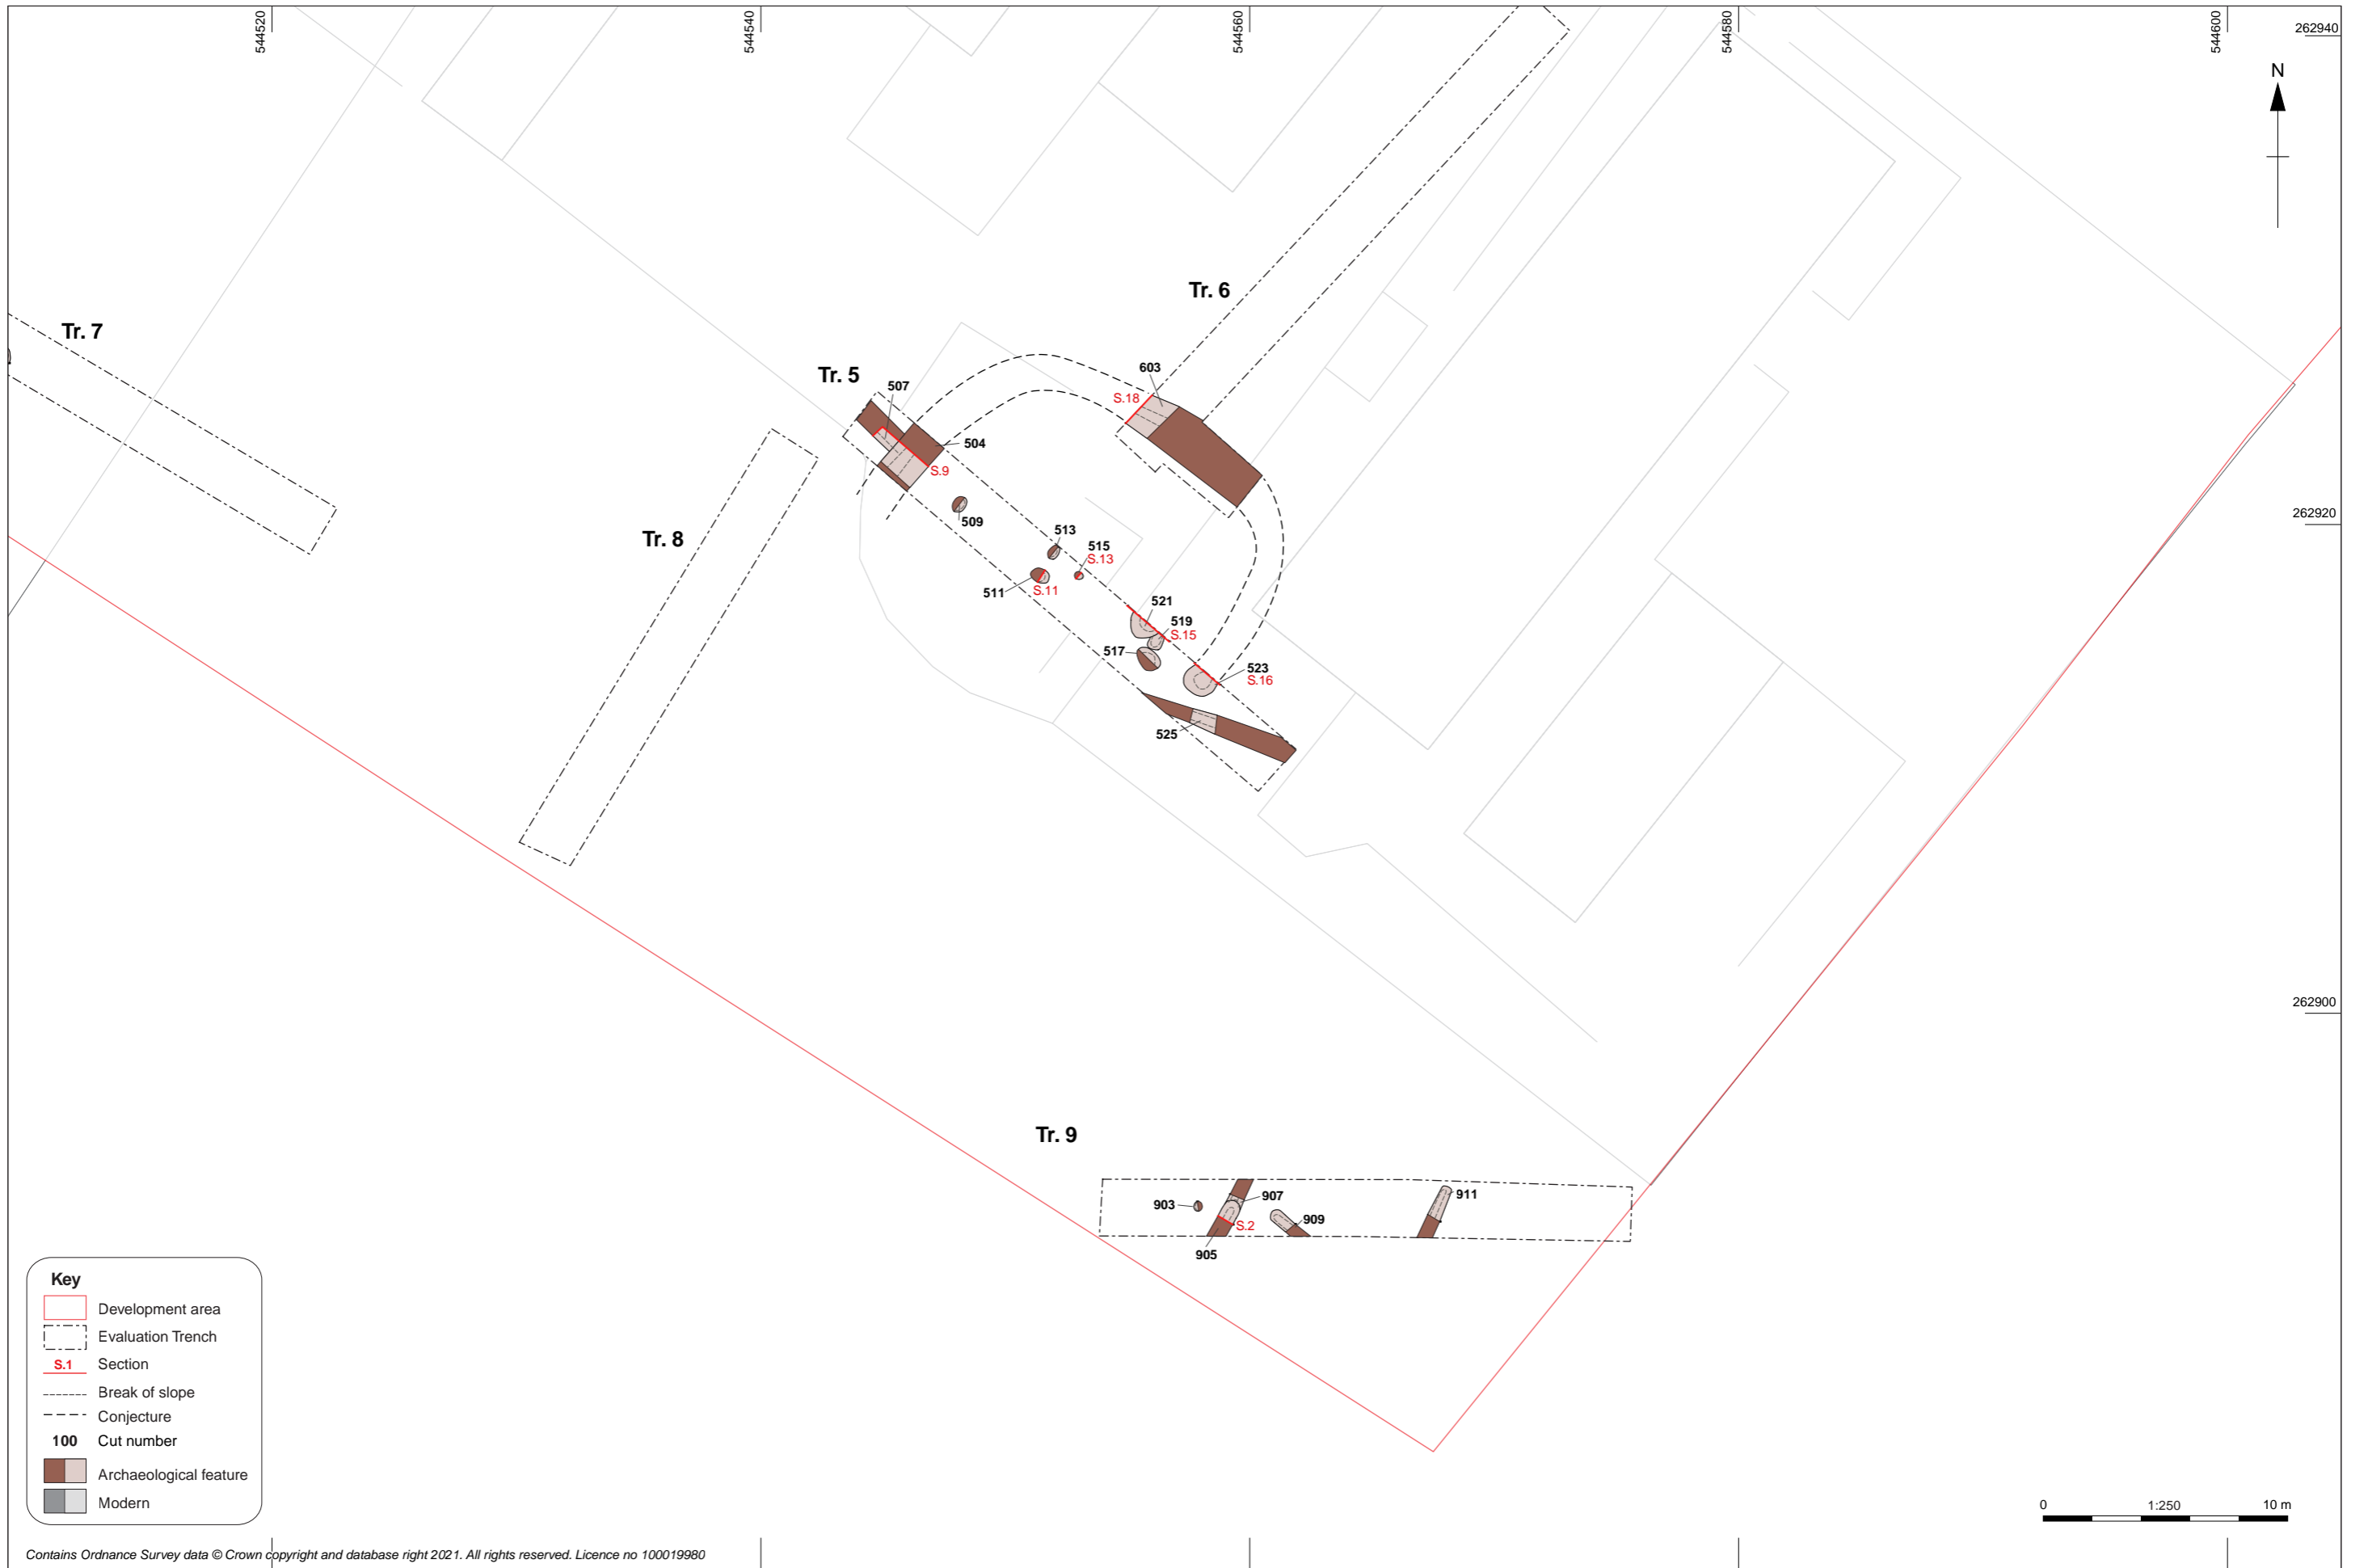 544520
544540
544560
544580
544600
262940
N
Tr. 6
Tr. 7
Tr. 5
507
603
S.18
504
S.9
509
513
515
S.13
Tr. 8
511
S.11
521
519
S.15
517
523
S.16
525
262920
262900
Tr. 9
903
907
911
909
S.2
905
Key
Development area
Evaluation Trench
S.1 Section
Break of slope
Conjecture
100 Cut number
Archaeological feature
Modern
0 1:250 10 m
Contains Ordnance Survey data © Crown copyright and database right 2021. All rights reserved. Licence no 100019980